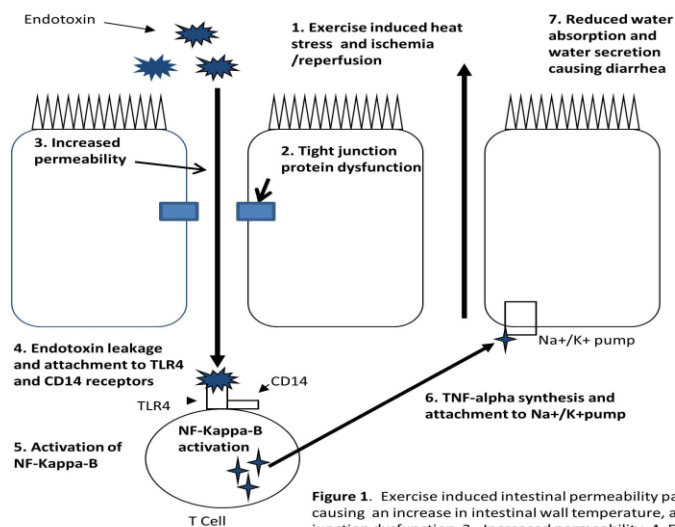 Endotoxin
1. Exercise induced heat
stress and ischemia
/reperfusion
7. Reduced water
absorption and
water secretion
causing diarrhea
3. Increased
permeability
2. Tight junction
protein dysfunction
4. Endotoxin leakage
and attachment to TLR4
and CD14 receptors
Na+/K+ pump
CD14
TLR4
6. TNF-alpha synthesis and
attachment to Na+/K+pump
5. Activation of
NF-Kappa-B
NF-Kappa-B
activation
T Cell
Figure 1. Exercise induced intestinal permeability pa
causing an increase in intestinal wall temperature, a